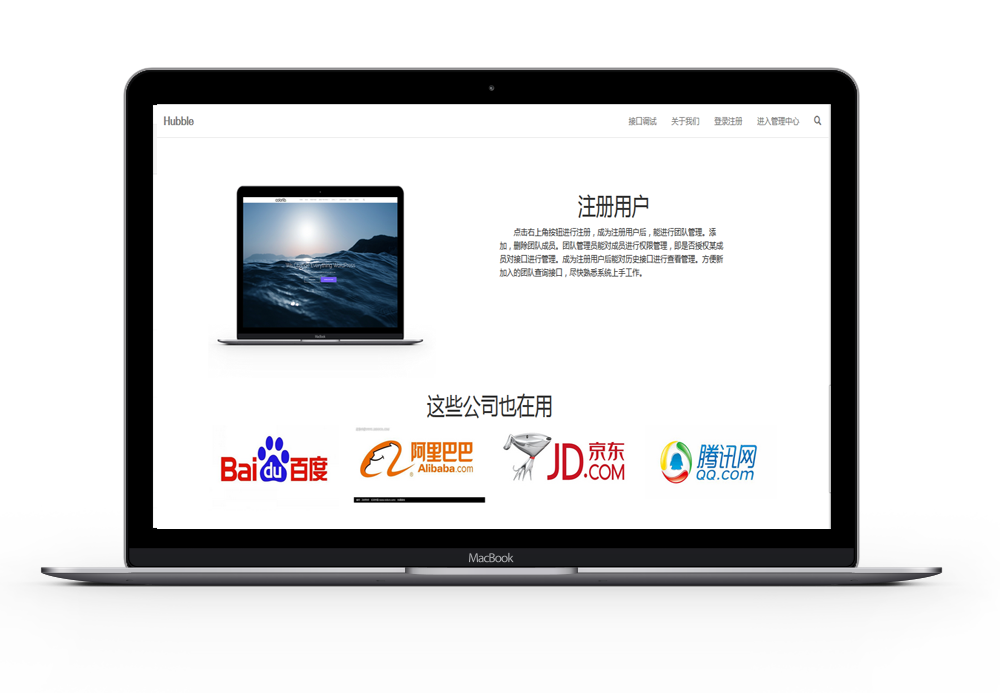 Hubble
接口调试 关于我们 登录注册 进入管理中心
注册用户
点击右上角按钮进行注册，成为注册用户后，能进行团队管理。添
加，删除团队成员。团队管理员能对成员进行权限管理，即是否授权某成
员对接口进行管理。成为注册用户后能对历史接口进行查看管理。方便新
加入的团队查询接口，尽快熟悉系统上手工作。
这些公司也在用
Bai du 百度
阿里巴巴
Alibaba.com
京东
JD.COM
腾讯网
QQ.com
MacBook